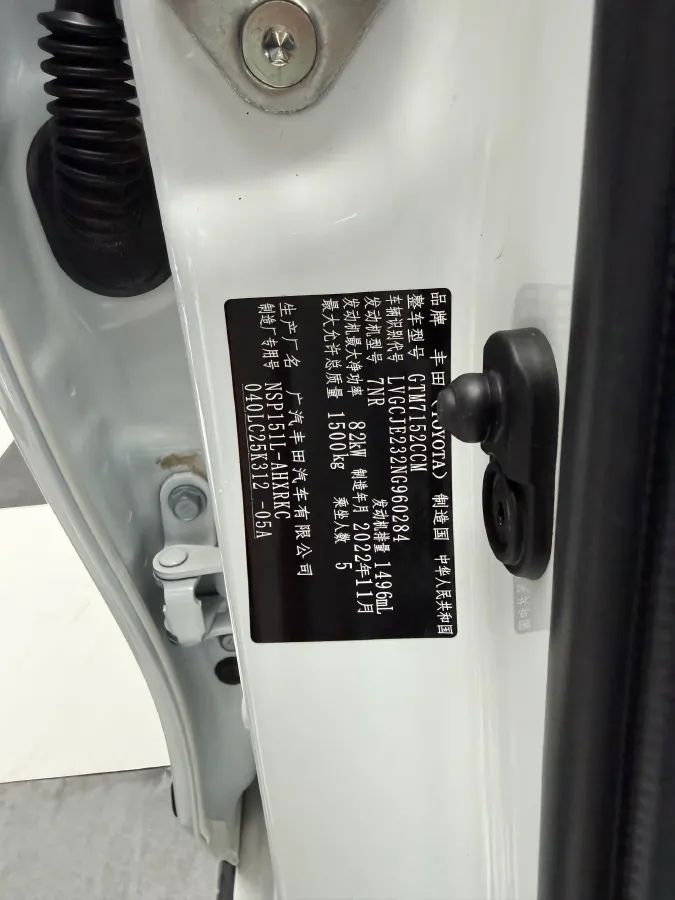 品牌 丰田（TOYOTA） 制造国 中华人民共和国
整车型号 GTM7152CCM
车辆识别代号 LVGCJE232NG960284
发动机型号 7NR 发动机排量 1496mL
发动机最大净功率 82kW 制造年月 2022年11月
最大允许总质量 1500kg 乘坐人数 5
生产厂名 广汽丰田汽车有限公司
制造厂专用号 NSP151L-AHXRKC
040LC25K312 -05A